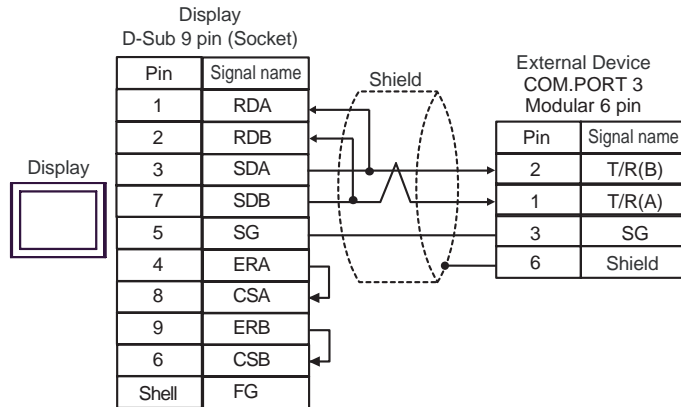 Display
D-Sub 9 pin (Socket)
Pin Signal name
1 RDA
2 RDB
3 SDA
7 SDB
5 SG
4 ERA
8 CSA
9 ERB
6 CSB
Shell FG
Display
Shield
External Device
COM.PORT 3
Modular 6 pin
Pin Signal name
2 T/R(B)
1 T/R(A)
3 SG
6 Shield